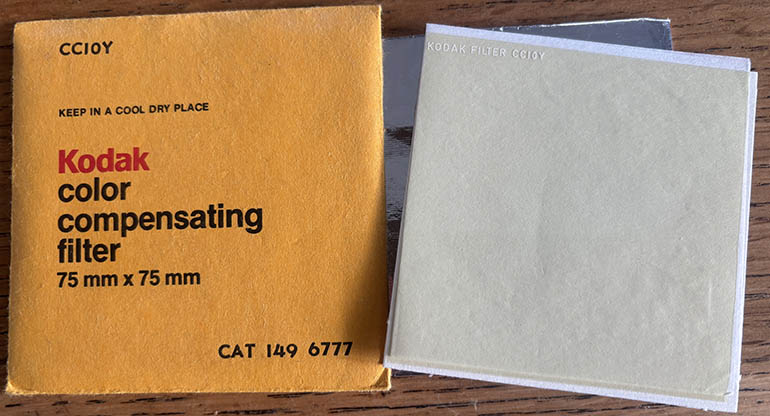 CC10Y
KEEP IN A COOL DRY PLACE
Kodak
color
compensating
filter
75 mm x 75 mm
CAT 149 6777
KODAK FILTER CC10Y